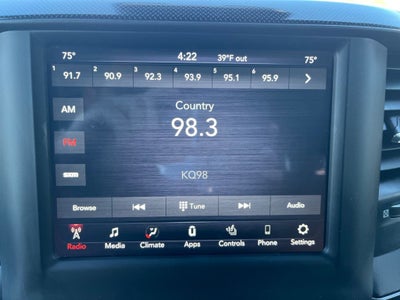 75° 4:22 39°F out 75°
1 91.7 2 90.9 3 92.3 4 93.9 5 95.1 6 95.9
AM
Country
98.3
FM
SXM
KQ98
Browse Tune Audio
Radio Media Climate Apps Controls Phone Settings